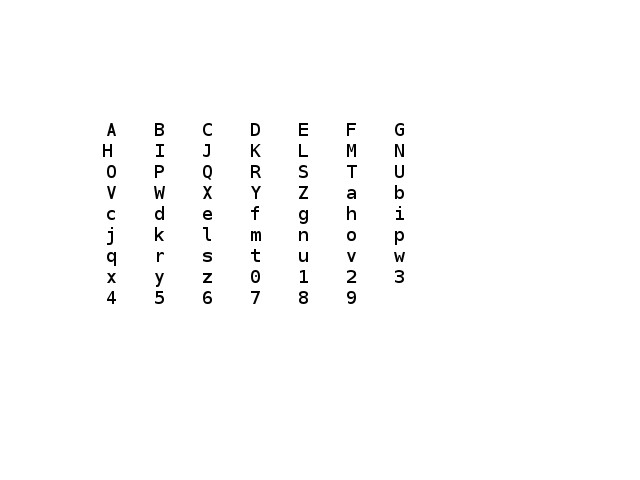 A B C D E F G
H I J K L M N
O P Q R S T U
V W X Y Z a b
c d e f g h i
j k l m n o p
q r s t u v w
x y z 0 1 2 3
4 5 6 7 8 9